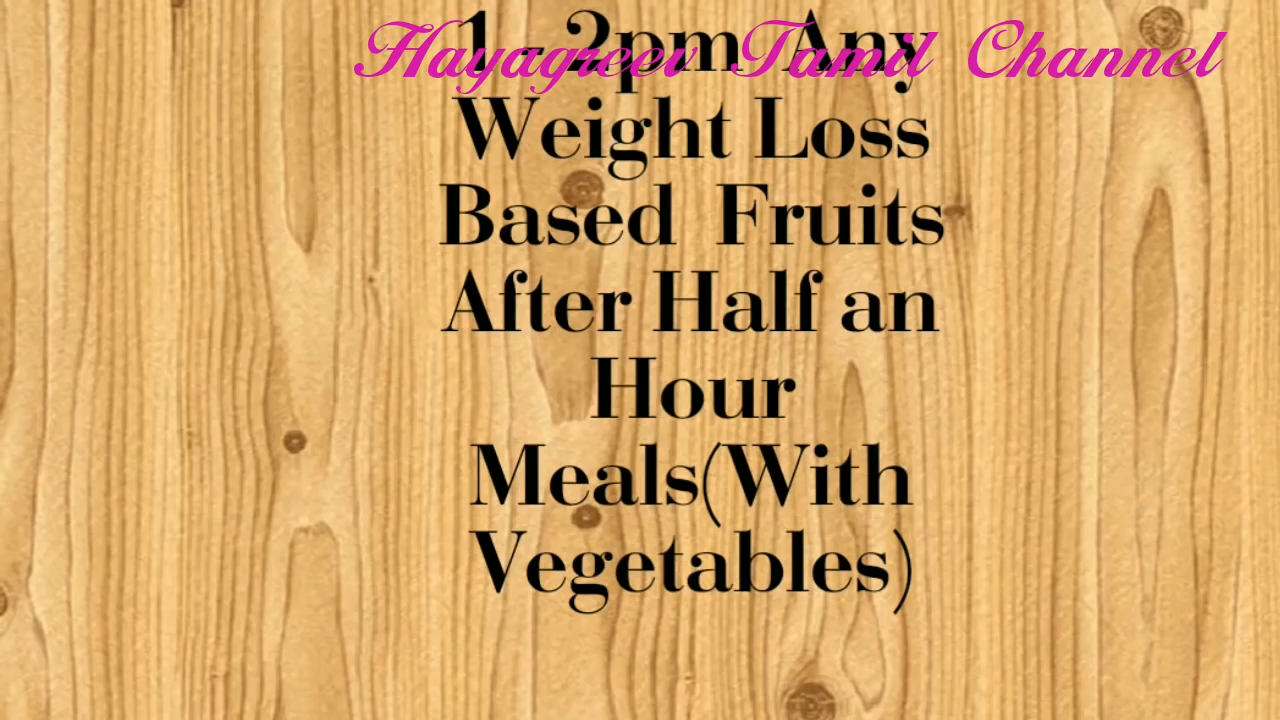 Hayagreev Tamil Channel
1 - 2pm Any
Weight Loss
Based Fruits
After Half an
Hour
Meals(With
Vegetables)